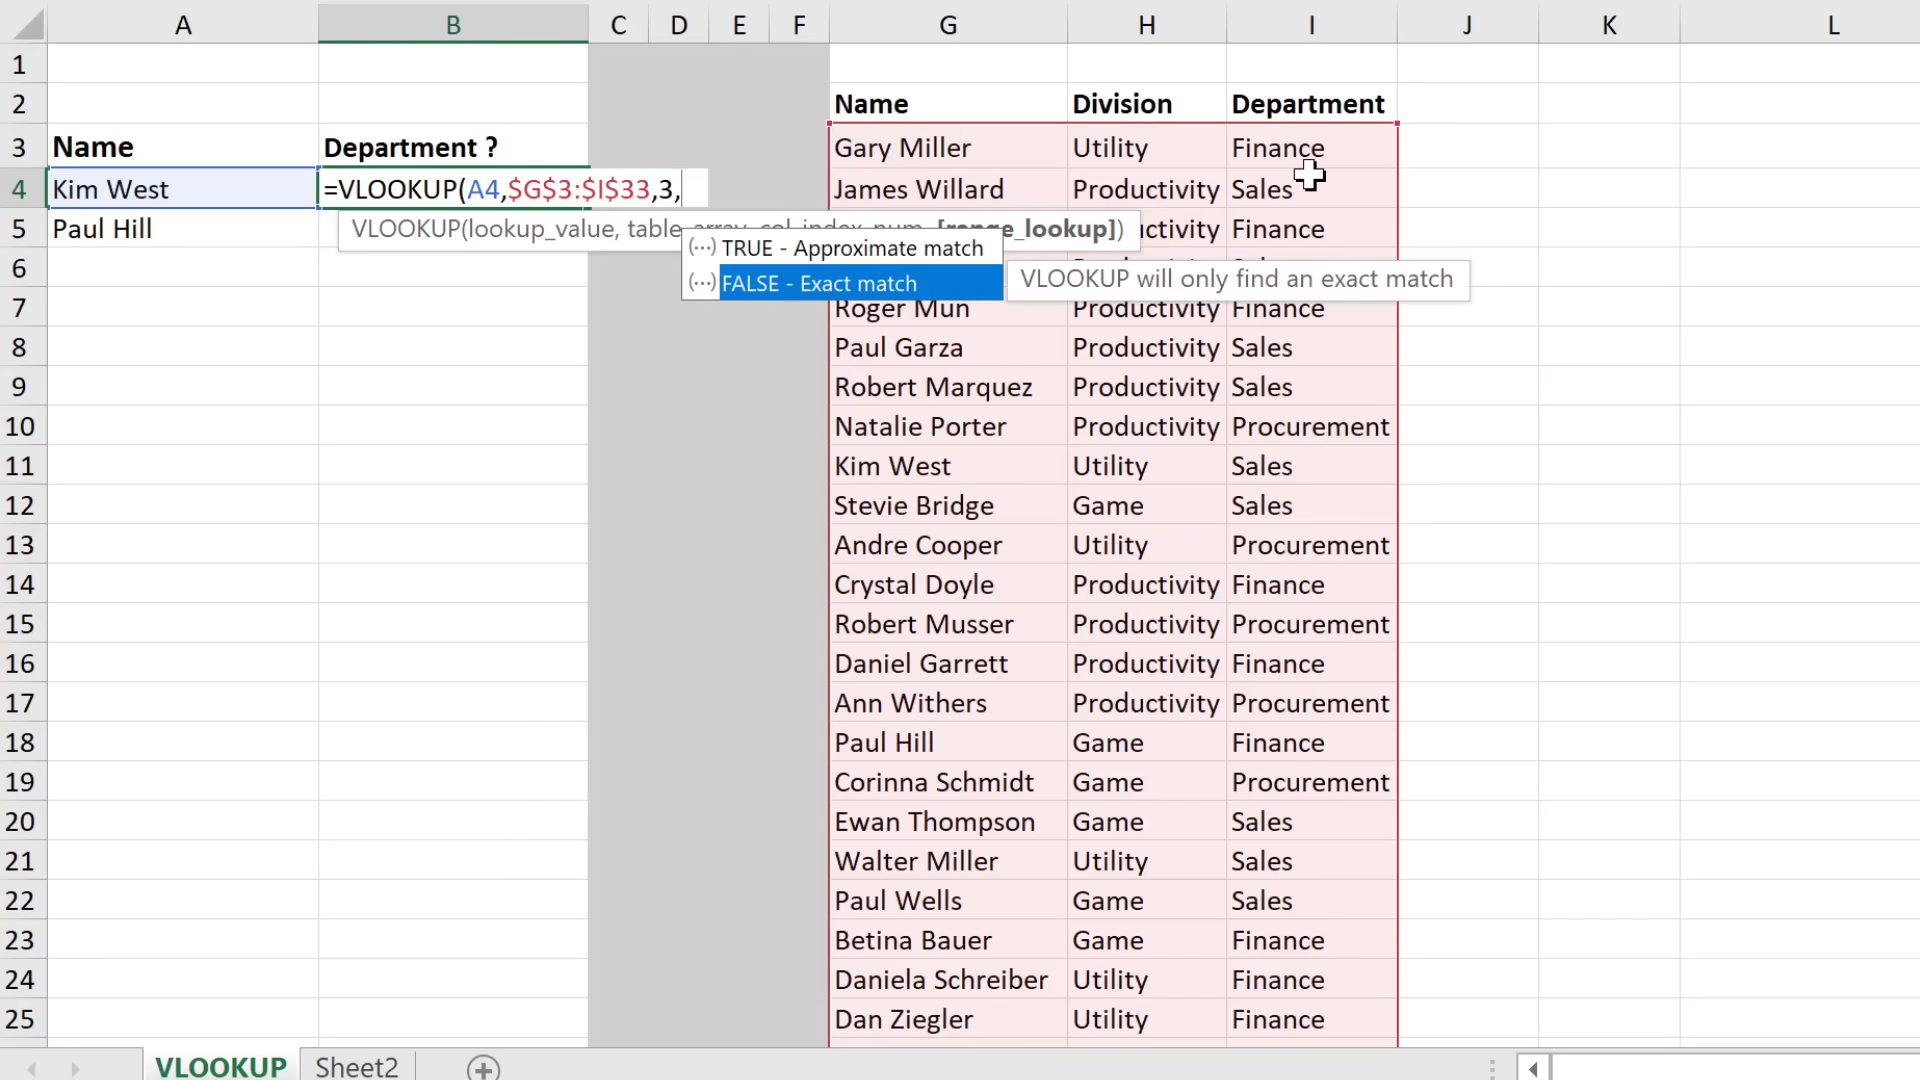 A B C D E F G H I J K L
1
2 Name Division Department
3 Name Department ? Gary Miller Utility Finance
4 Kim West =VLOOKUP(A4,$G$3:$I$33,3, James Willard Productivity Sales
5 Paul Hill VLOOKUP(lookup_value, table_array, col_index_num, [range_lookup]) Finance
TRUE - Approximate match
6
FALSE - Exact match VLOOKUP will only find an exact match
7 Roger Mun Productivity Finance
8 Paul Garza Productivity Sales
9 Robert Marquez Productivity Sales
10 Natalie Porter Productivity Procurement
11 Kim West Utility Sales
12 Stevie Bridge Game Sales
13 Andre Cooper Utility Procurement
14 Crystal Doyle Productivity Finance
15 Robert Musser Productivity Procurement
16 Daniel Garrett Productivity Finance
17 Ann Withers Productivity Procurement
18 Paul Hill Game Finance
19 Corinna Schmidt Game Procurement
20 Ewan Thompson Game Sales
21 Walter Miller Utility Sales
22 Paul Wells Game Sales
23 Betina Bauer Game Finance
24 Daniela Schreiber Utility Finance
25 Dan Ziegler Utility Finance
VLOOKUP Sheet2